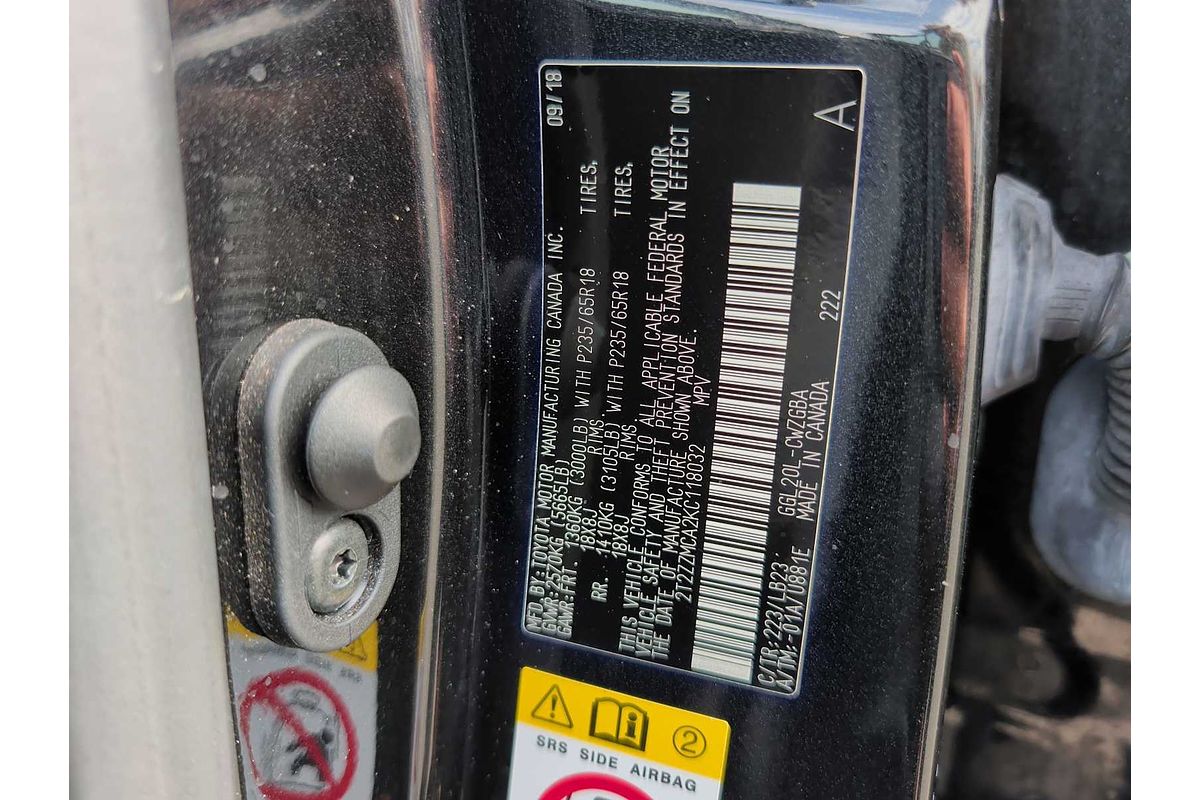 MFD.BY:TOYOTA MOTOR MANUFACTURING CANADA INC. 09/18
GVWR:2570KG (5665LB)
GAWR:FRT. 1360KG (3000LB) WITH P235/65R18 TIRES.
18X8J RIMS.
RR. 1410KG (3105LB) WITH P235/65R18 TIRES.
18X8J RIMS.
THIS VEHICLE CONFORMS TO ALL APPLICABLE FEDERAL MOTOR
VEHICLE SAFETY AND THEFT PREVENTION STANDARDS IN EFFECT ON
THE DATE OF MANUFACTURE SHOWN ABOVE.
2T2ZZMCA2KC118032 MPV
C/TR:223/LB23 GGL20L-CWZGBA 222 A
A/TM:-01A/U881E MADE IN CANADA
2
SRS SIDE AIRBAG